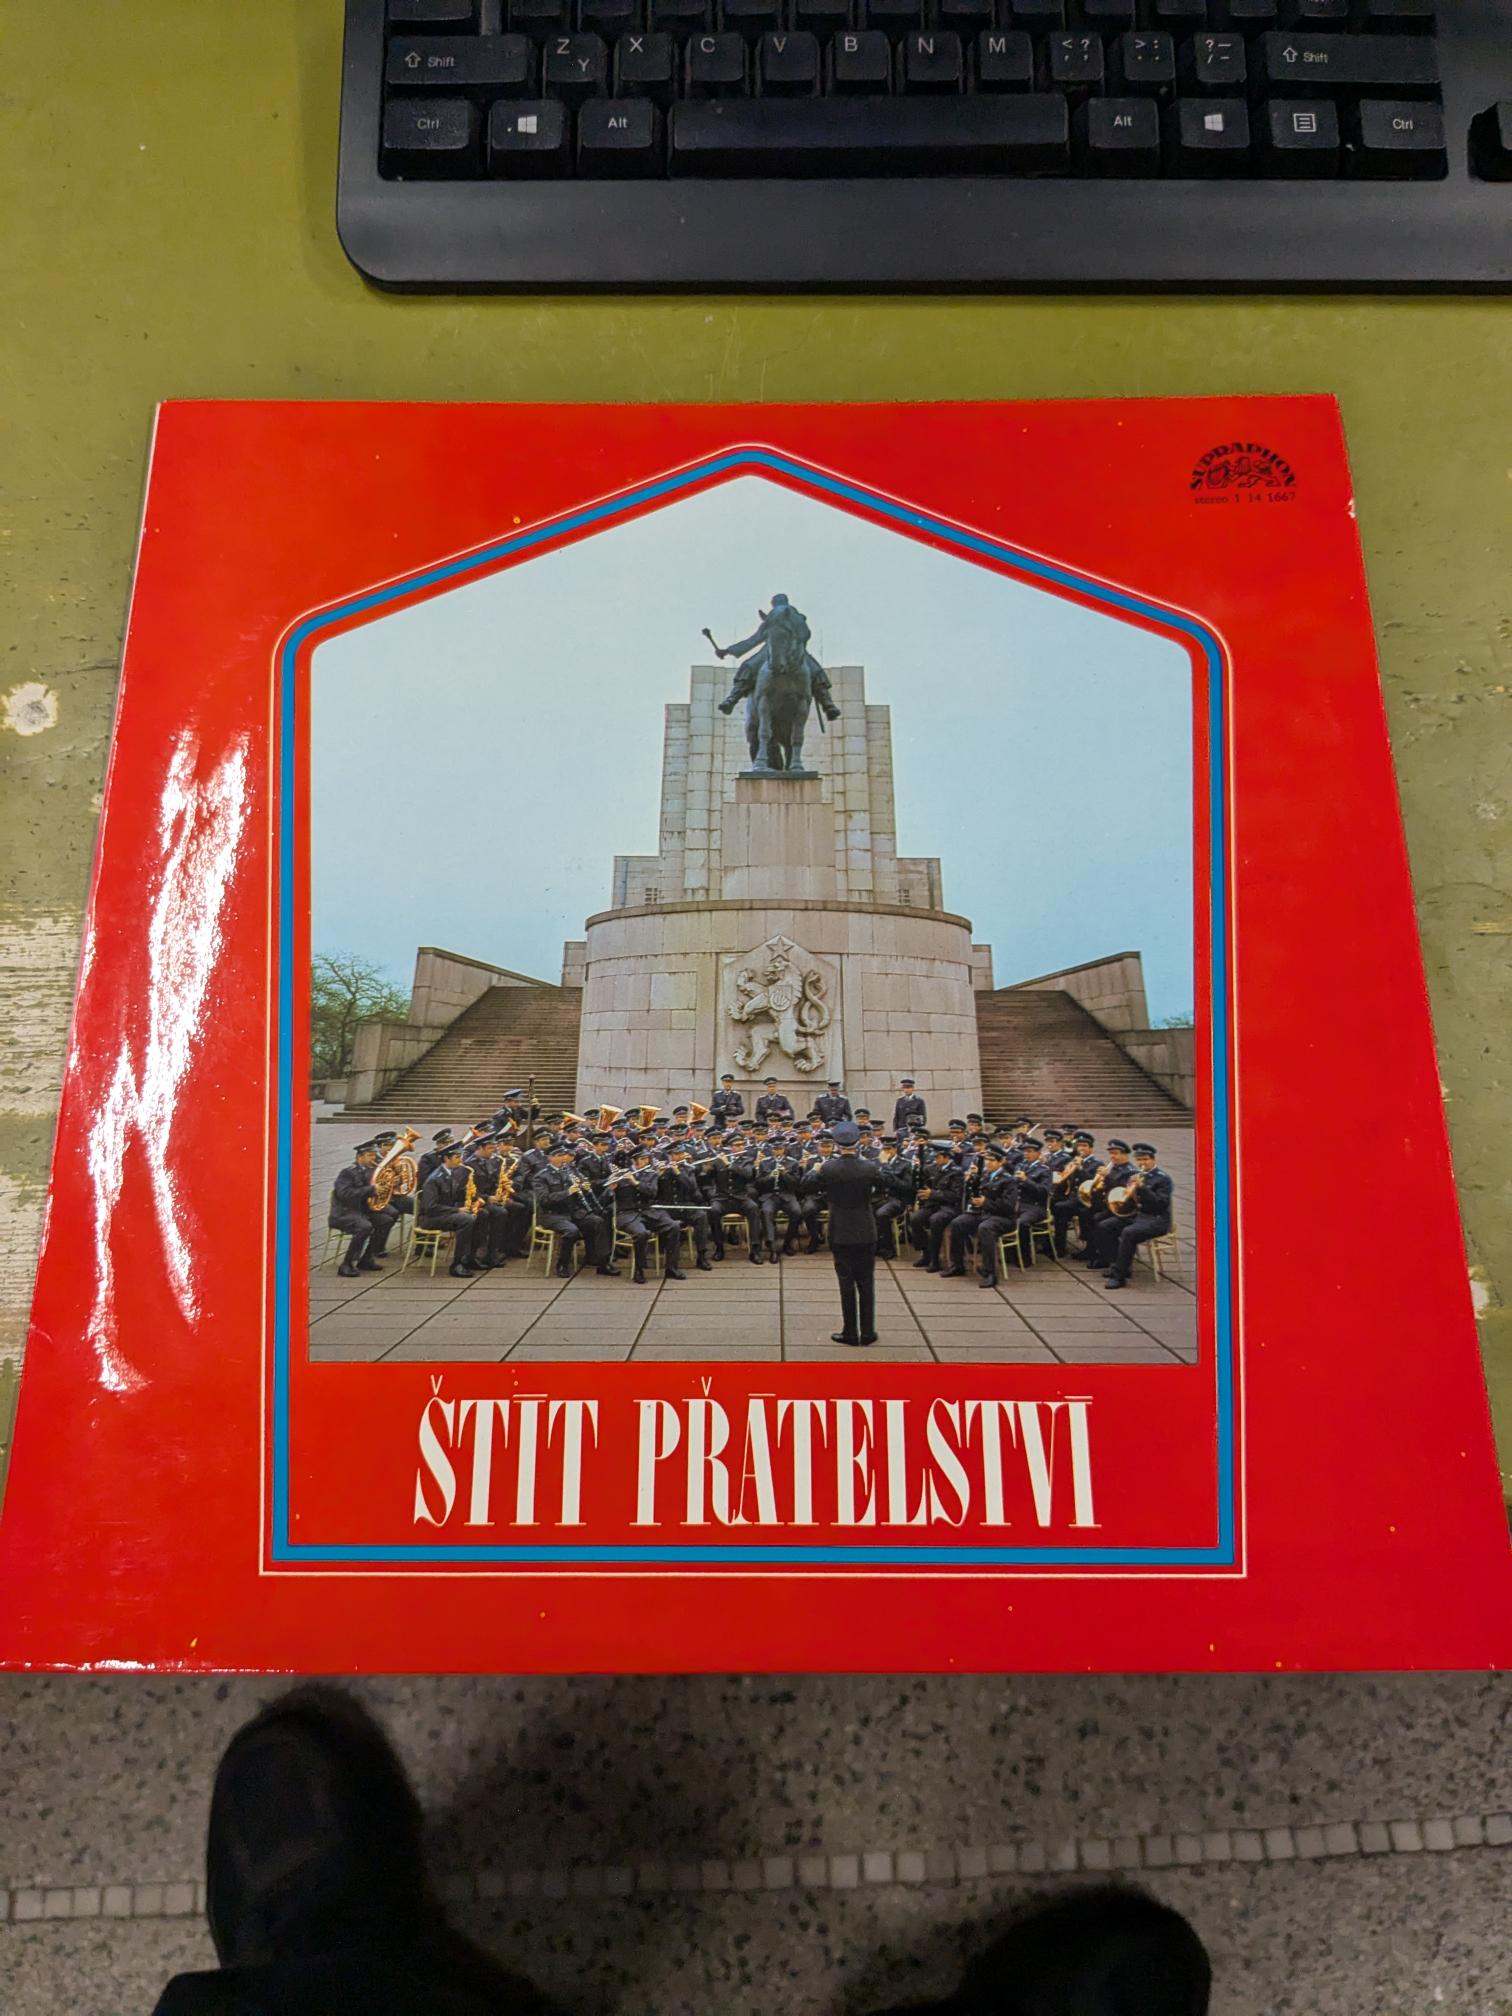 Shift
Z Y X C V B N M < ? , ; > : . : ? — / – Shift
Ctrl Alt Alt Ctrl
SUPRAPHON
stereo 1 14 1667
ŠTÍT PŘÁTELSTVÍ